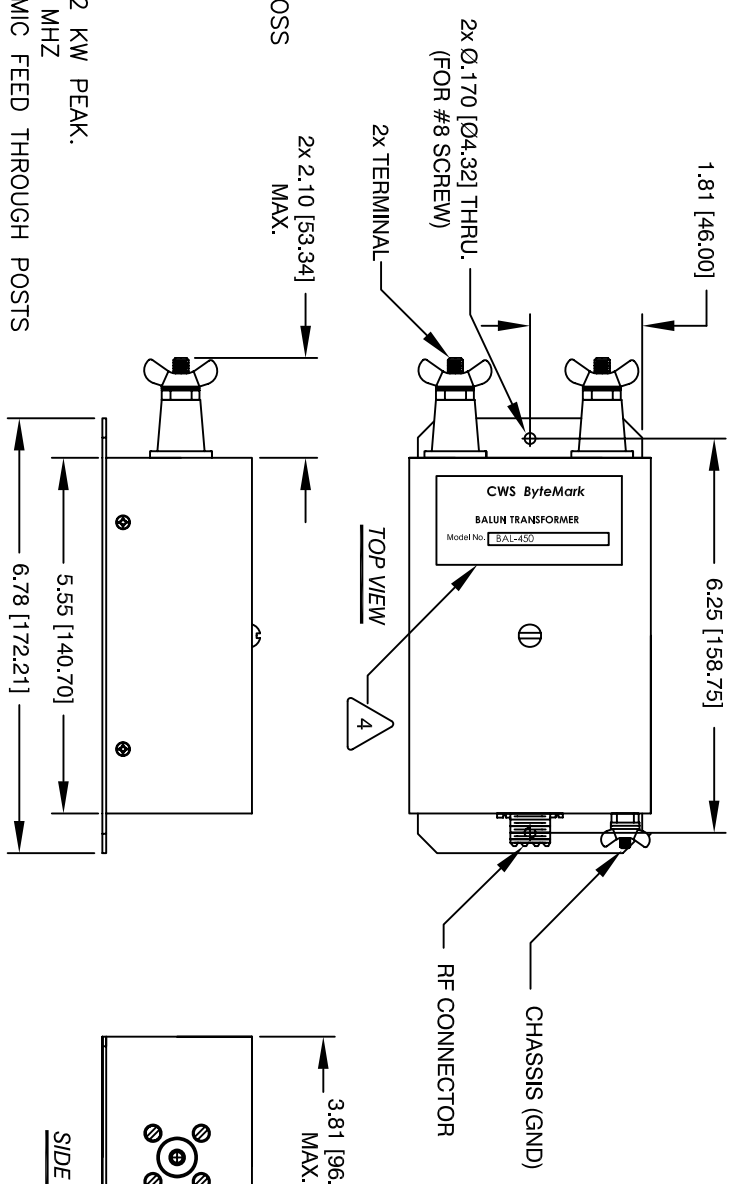 1.81 [46.00]
6.25 [158.75]
2x Ø.170 [Ø4.32] THRU.
(FOR #8 SCREW)
2x TERMINAL
CWS ByteMark
BALUN TRANSFORMER
Model No. BAL-450
TOP VIEW
4
CHASSIS (GND)
RF CONNECTOR
2x 2.10 [53.34]
MAX.
5.55 [140.70]
6.78 [172.21]
3.81 [96.
MAX.
SIDE
OSS
2 KW PEAK.
MHZ
MIC FEED THROUGH POSTS